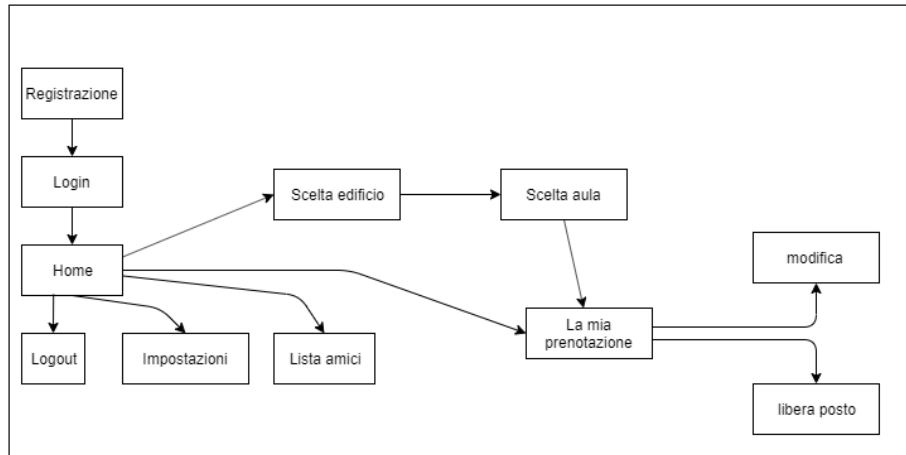 Registrazione
Login
Scelta edificio
Scelta aula
Home
modifica
La mia
prenotazione
Logout
Impostazioni
Lista amici
libera posto